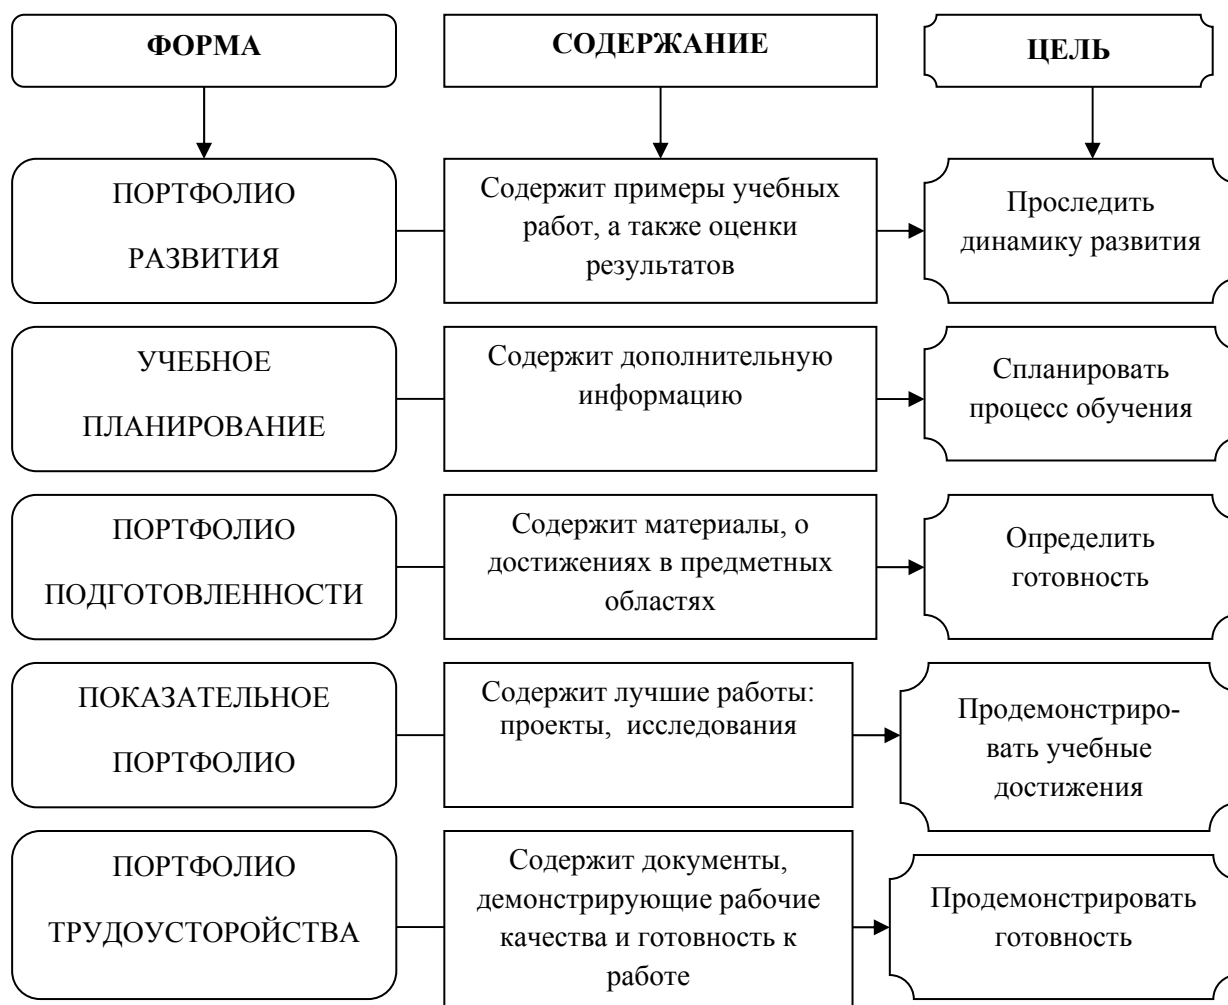 ФОРМА
СОДЕРЖАНИЕ
ЦЕЛЬ
ПОРТФОЛИО
РАЗВИТИЯ
Содержит примеры учебных
работ, а также оценки
результатов
Проследить
динамику развития
УЧЕБНОЕ
ПЛАНИРОВАНИЕ
Содержит дополнительную
информацию
Спланировать
процесс обучения
ПОРТФОЛИО
ПОДГОТОВЛЕННОСТИ
Содержит материалы, о
достижениях в предметных
областях
Определить
готовность
ПОКАЗАТЕЛЬНОЕ
ПОРТФОЛИО
Содержит лучшие работы:
проекты, исследования
Продемонстриро-
вать учебные
достижения
ПОРТФОЛИО
ТРУДОУСТОРОЙСТВА
Содержит документы,
демонстрирующие рабочие
качества и готовность к
работе
Продемонстрировать
готовность